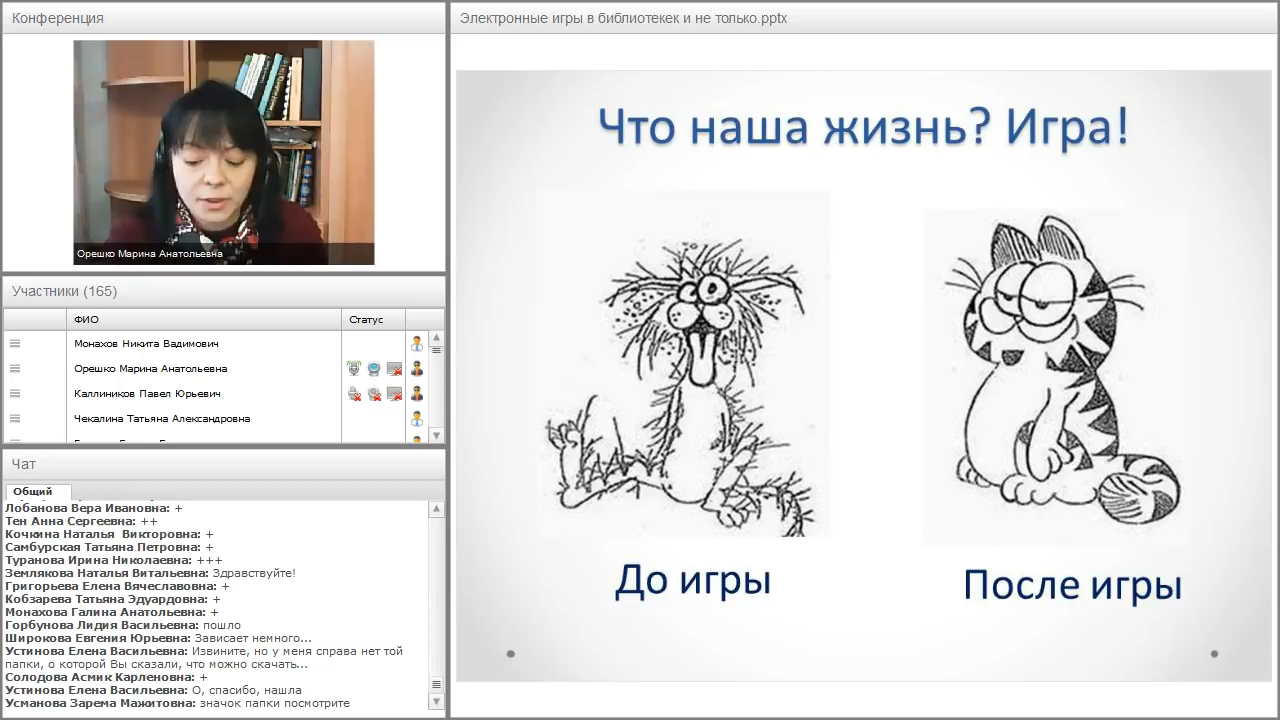 Конференция
Орешко Марина Анатольевна
Участники (165)
ФИО
Статус
Монахов Никита Вадимович
Орешко Марина Анатольевна
Каллиников Павел Юрьевич
Чекалина Татьяна Александровна
Чат
Общий
Лобанова Вера Ивановна: +
Тен Анна Сергеевна: ++
Кочкина Наталья Викторовна: +
Самбурская Татьяна Петровна: +
Туранова Ирина Николаевна: +++
Землякова Наталья Витальевна: Здравствуйте!
Григорьева Елена Вячеславовна: +
Кобзарева Татьяна Эдуардовна: +
Монахова Галина Анатольевна: +
Горбунова Лидия Васильевна: пошло
Широкова Евгения Юрьевна: Зависает немного...
Устинова Елена Васильевна: Извините, но у меня справа нет той
папки, о которой Вы сказали, что можно скачать...
Солодова Асмик Карленовна: +
Устинова Елена Васильевна: О, спасибо, нашла
Усманова Зарема Мажитовна: значок папки посмотрите
Электронные игры в библиотекек и не только.pptx
Что наша жизнь? Игра!
До игры
После игры